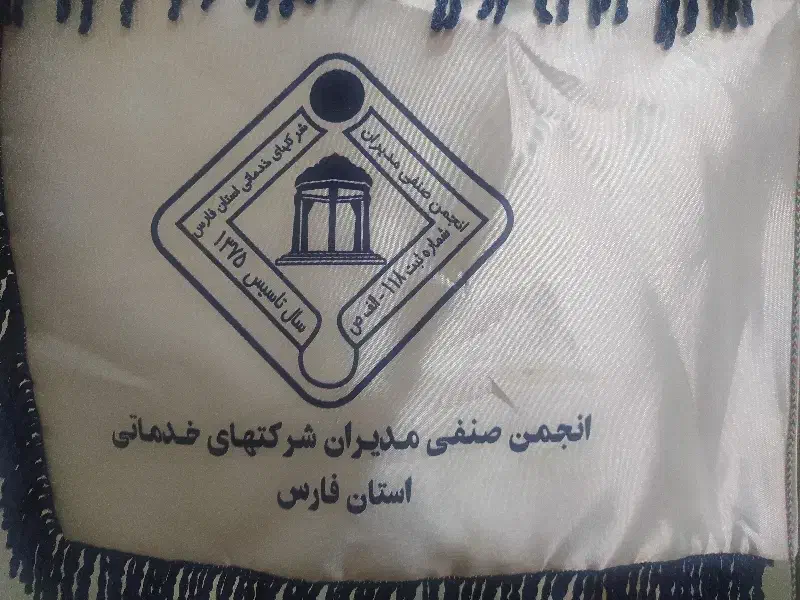 انجمن صنفی مدیران
شرکتهای خدماتی استان فارس
شماره ثبت ۱۱۸ - الف ص
سال تاسیس ۱۳۷۵
انجمن صنفی مدیران شرکتهای خدماتی
استان فارس